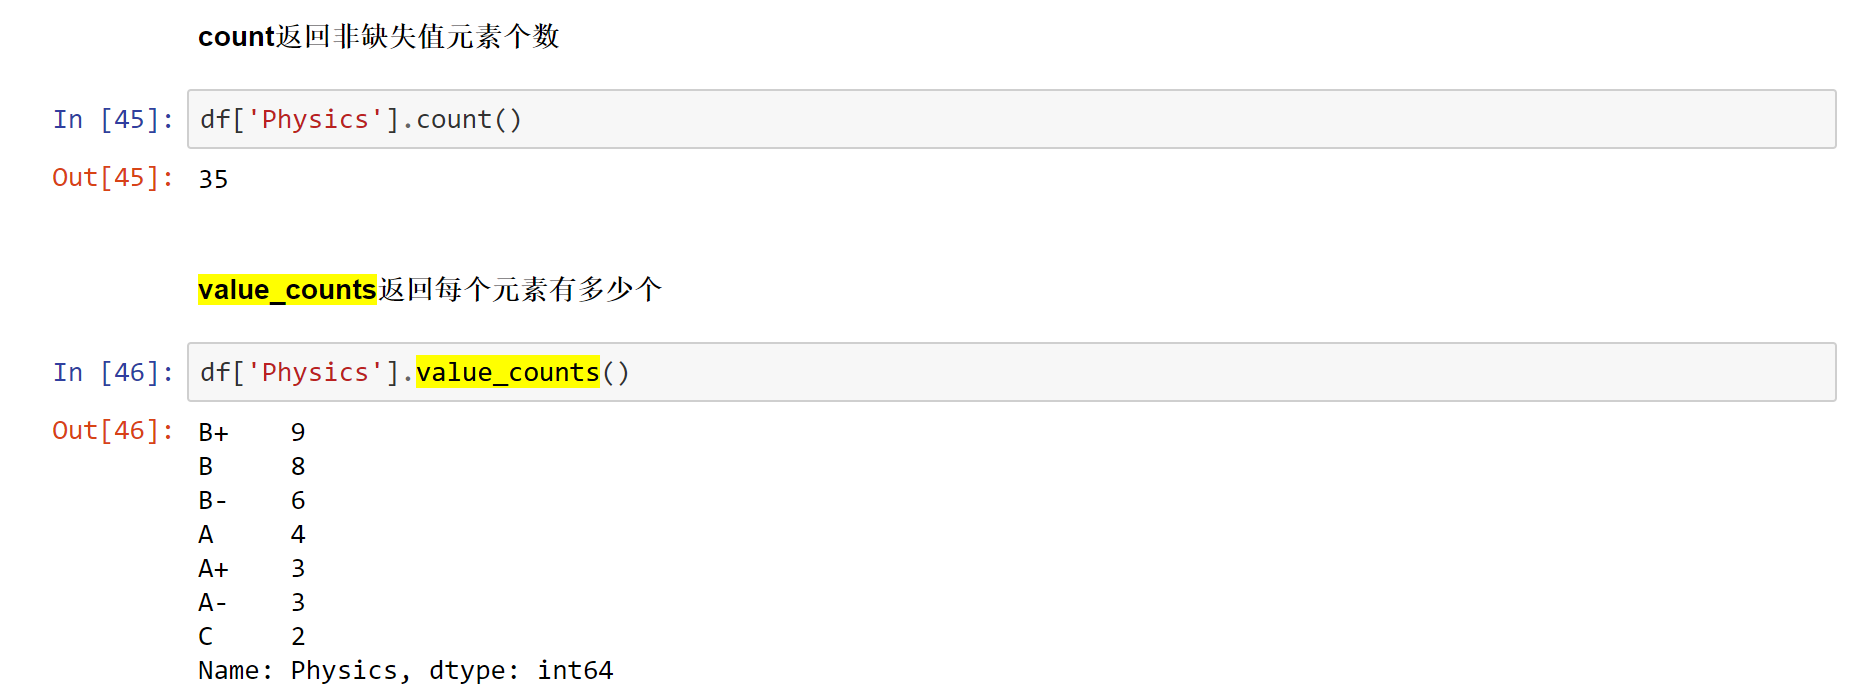 count返回非缺失值元素个数
In [45]: df['Physics'].count()
Out[45]: 35
value_counts返回每个元素有多少个
In [46]: df['Physics'].value_counts()
Out[46]: B+    9
B     8
B-    6
A     4
A+    3
A-    3
C     2
Name: Physics, dtype: int64